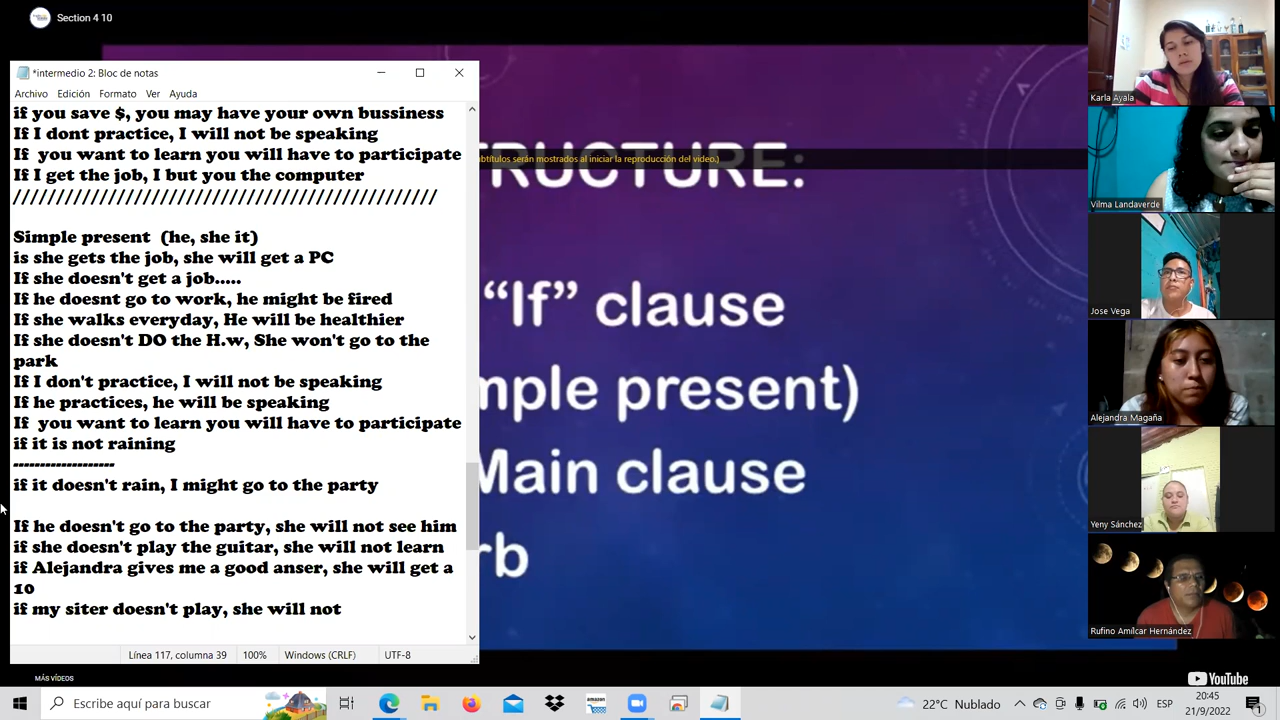 Section 4 10
*intermedio 2: Bloc de notas
Archivo Edición Formato Ver Ayuda
if you save $, you may have your own bussiness
If I dont practice, I will not be speaking
If  you want to learn you will have to participate
If I get the job, I but you the computer
/////////////////////////////////////////////////
Simple present  (he, she it)
is she gets the job, she will get a PC
If she doesn't get a job.....
If he doesnt go to work, he might be fired
If she walks everyday, He will be healthier
If she doesn't DO the H.w, She won't go to the
park
If I don't practice, I will not be speaking
If he practices, he will be speaking
If  you want to learn you will have to participate
if it is not raining
-------------------
if it doesn't rain, I might go to the party
If he doesn't go to the party, she will not see him
if she doesn't play the guitar, she will not learn
if Alejandra gives me a good anser, she will get a
10
if my siter doesn't play, she will not
Línea 117, columna 39 100% Windows (CRLF) UTF-8
serán mostrados al iniciar la reproducción del video.)
RUCTURE:
“If” clause
mple present)
Main clause
rb
Karla Ayala
Vilma Landaverde
Jose Vega
Alejandra Magaña
Yeny Sánchez
Rufino Amílcar Hernández
MÁS VÍDEOS
YouTube
Escribe aquí para buscar
amazon
22°C Nublado
ESP
20:45
21/9/2022
1